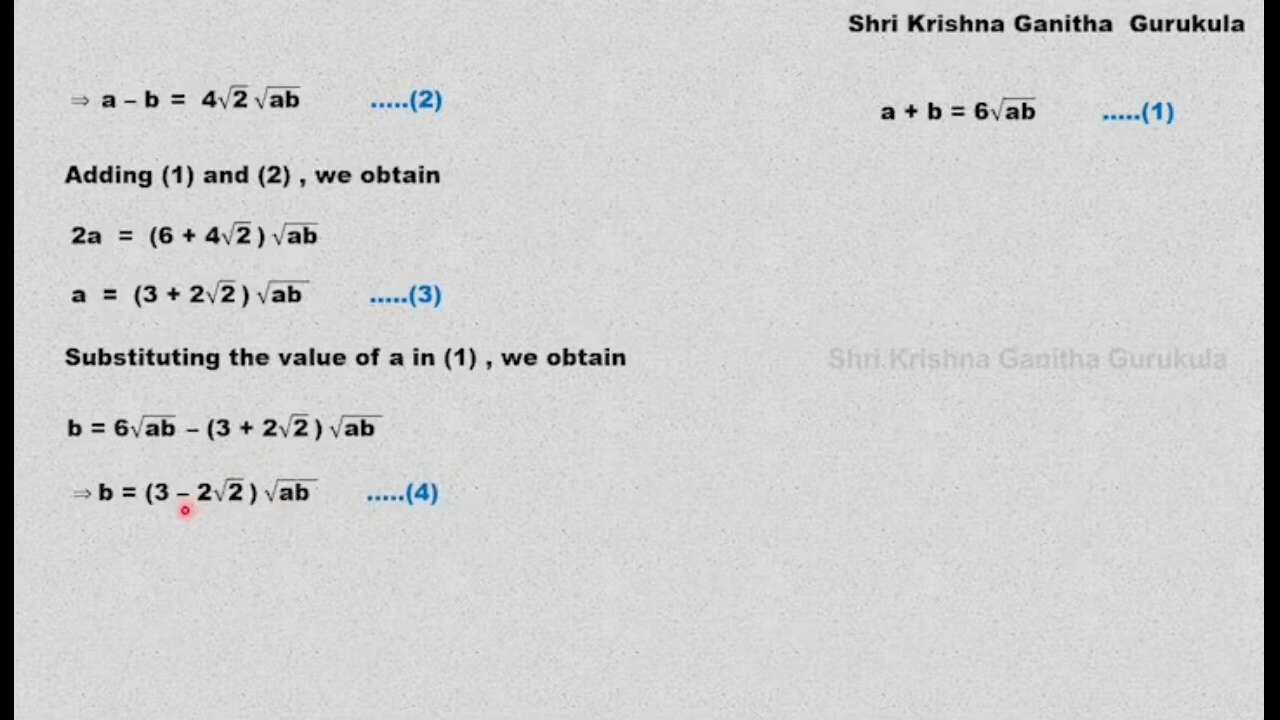 Shri Krishna Ganitha Gurukula
⇒ a – b = 4√2 √ab .....(2)
a + b = 6√ab .....(1)
Adding (1) and (2) , we obtain
2a = (6 + 4√2 ) √ab
a = (3 + 2√2 ) √ab .....(3)
Substituting the value of a in (1) , we obtain
Shri Krishna Ganitha Gurukula
b = 6√ab – (3 + 2√2 ) √ab
⇒ b = (3 – 2√2 ) √ab .....(4)